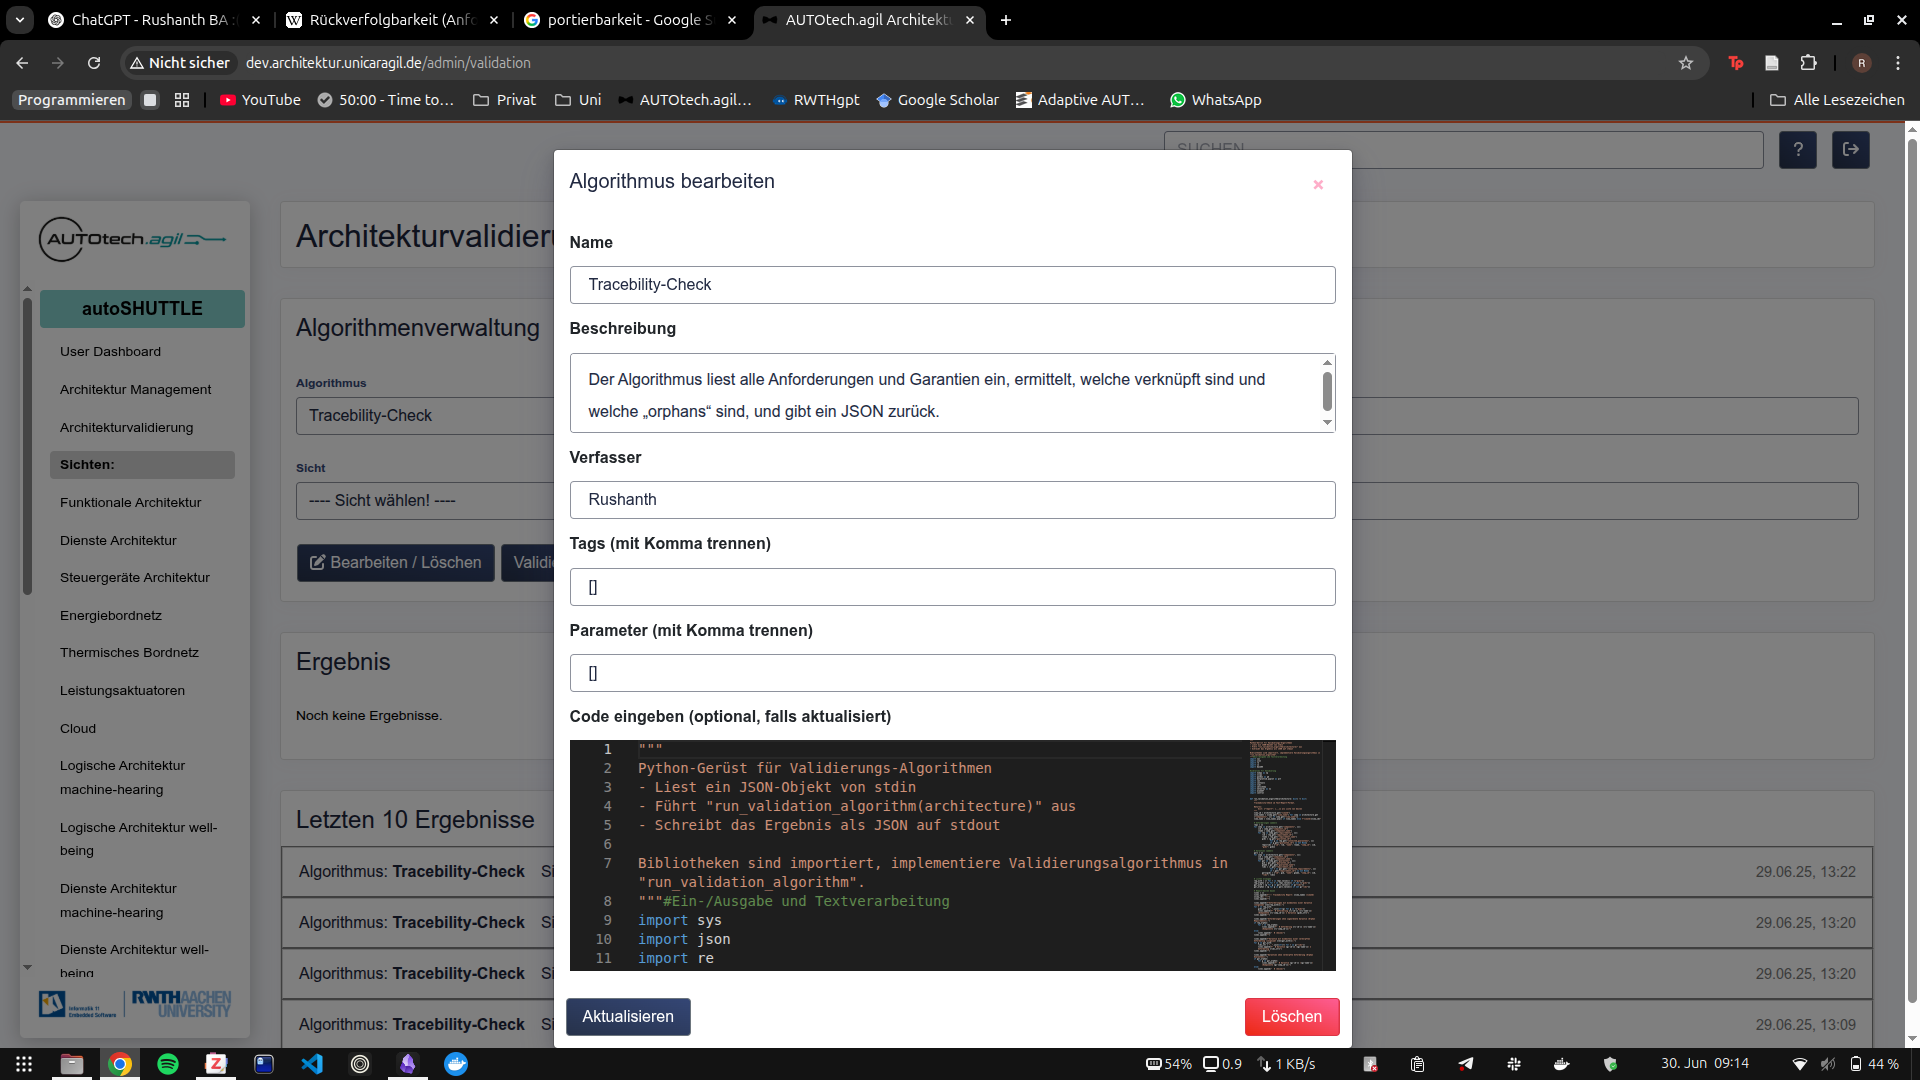 ChatGPT - Rushanth BA :
Rückverfolgbarkeit (Anfo
portierbarkeit - Google S
AUTOtech.agil Architektu
Nicht sicher
dev.architektur.unicaragil.de/admin/validation
R
Programmieren
YouTube
50:00 - Time to…
Privat
Uni
AUTOtech.agil…
RWTHgpt
Google Scholar
Adaptive AUT…
WhatsApp
Alle Lesezeichen
SUCHEN
?
AUTOtech.agil
autoSHUTTLE
User Dashboard
Architektur Management
Architekturvalidierung
Sichten:
Funktionale Architektur
Dienste Architektur
Steuergeräte Architektur
Energiebordnetz
Thermisches Bordnetz
Leistungsaktuatoren
Cloud
Logische Architektur
machine-hearing
Logische Architektur well-
being
Dienste Architektur
machine-hearing
Dienste Architektur well-
being
Informatik 11
Embedded Software
RWTHAACHEN
UNIVERSITY
Architekturvalidieru
Algorithmenverwaltung
Algorithmus
Tracebility-Check
Sicht
---- Sicht wählen! ----
Bearbeiten / Löschen
Validie
Ergebnis
Noch keine Ergebnisse.
Letzten 10 Ergebnisse
Algorithmus: Tracebility-Check Si
29.06.25, 13:22
Algorithmus: Tracebility-Check Si
29.06.25, 13:20
Algorithmus: Tracebility-Check Si
29.06.25, 13:20
Algorithmus: Tracebility-Check Si
29.06.25, 13:09
Algorithmus bearbeiten
×
Name
Tracebility-Check
Beschreibung
Der Algorithmus liest alle Anforderungen und Garantien ein, ermittelt, welche verknüpft sind und
welche „orphans“ sind, und gibt ein JSON zurück.
Verfasser
Rushanth
Tags (mit Komma trennen)
[]
Parameter (mit Komma trennen)
[]
Code eingeben (optional, falls aktualisiert)
1 """
2 Python-Gerüst für Validierungs-Algorithmen
3 - Liest ein JSON-Objekt von stdin
4 - Führt "run_validation_algorithm(architecture)" aus
5 - Schreibt das Ergebnis als JSON auf stdout
6
7 Bibliotheken sind importiert, implementiere Validierungsalgorithmus in
"run_validation_algorithm".
8 """#Ein-/Ausgabe und Textverarbeitung
9 import sys
10 import json
11 import re
Aktualisieren
Löschen
54%
0.9
1 KB/s
30. Jun 09:14
44 %